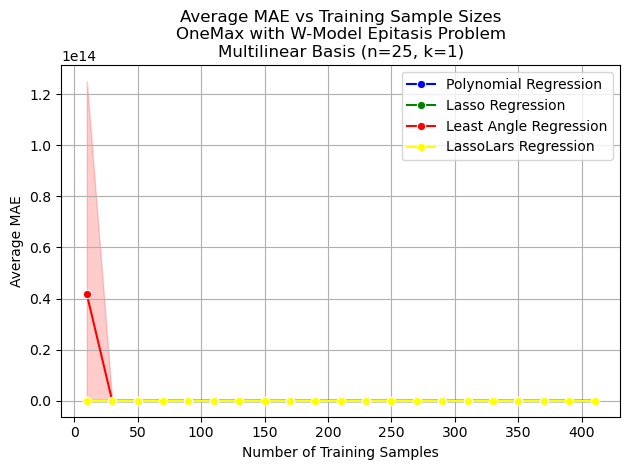 Average MAE vs Training Sample Sizes
OneMax with W-Model Epitasis Problem
Multilinear Basis (n=25, k=1)
1e14
Polynomial Regression
Lasso Regression
Least Angle Regression
LassoLars Regression
1.2
1.0
0.8
0.6
0.4
0.2
0.0
Average MAE
0 50 100 150 200 250 300 350 400
Number of Training Samples